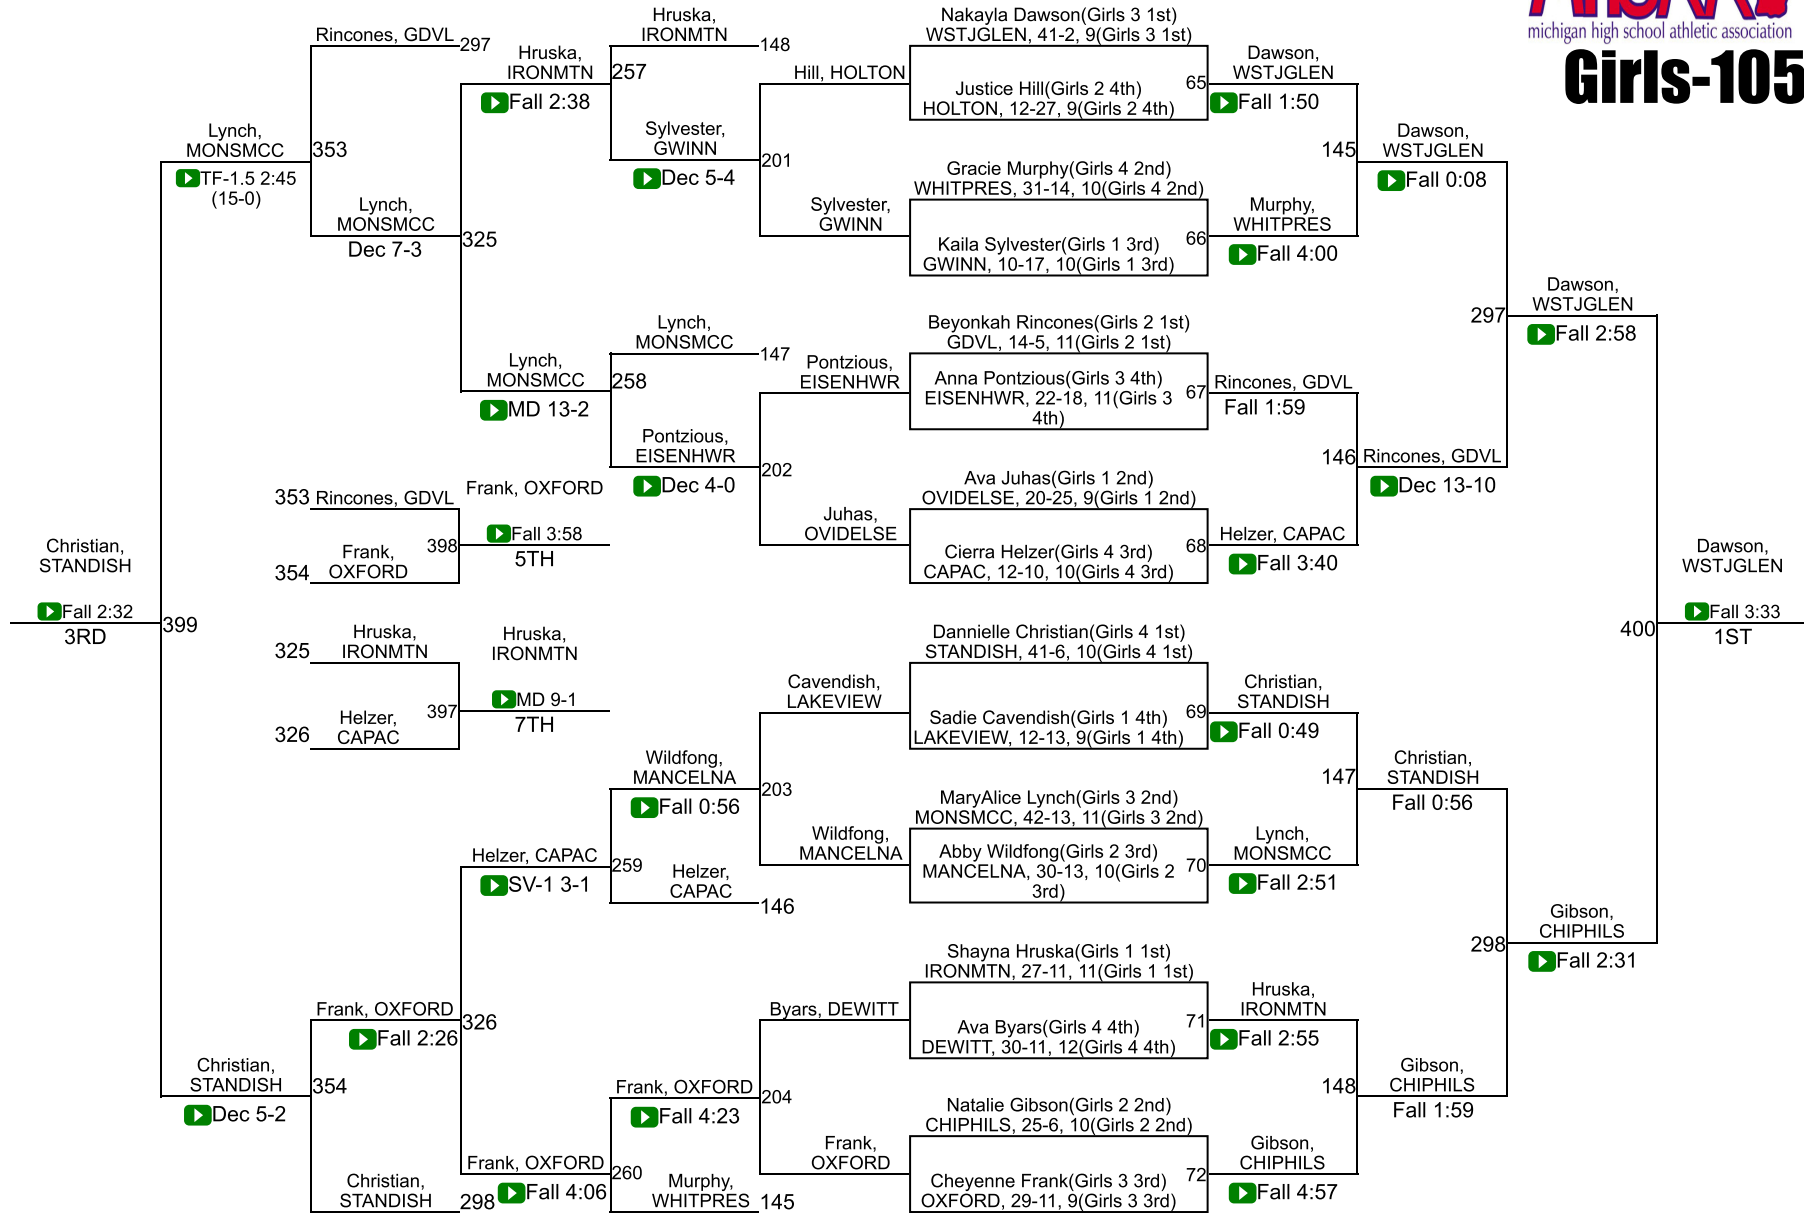 michigan high school athletic association
Girls-105
Rincones, GDVL
297
Hruska,
IRONMTN
257
Fall 2:38
Hruska,
IRONMTN
148
Sylvester,
GWINN
201
Dec 5-4
Hill, HOLTON
Sylvester,
GWINN
Nakayla Dawson(Girls 3 1st)
WSTJGLEN, 41-2, 9(Girls 3 1st)
Justice Hill(Girls 2 4th)
HOLTON, 12-27, 9(Girls 2 4th)
65
Dawson,
WSTJGLEN
Fall 1:50
Gracie Murphy(Girls 4 2nd)
WHITPRES, 31-14, 10(Girls 4 2nd)
Kaila Sylvester(Girls 1 3rd)
GWINN, 10-17, 10(Girls 1 3rd)
66
Murphy,
WHITPRES
Fall 4:00
145
Dawson,
WSTJGLEN
Fall 0:08
Lynch,
MONSMCC
353
TF-1.5 2:45
(15-0)
Lynch,
MONSMCC
325
Dec 7-3
Lynch,
MONSMCC
258
MD 13-2
Lynch,
MONSMCC
147
Pontzious,
EISENHWR
202
Dec 4-0
Pontzious,
EISENHWR
Juhas,
OVIDELSE
Beyonkah Rincones(Girls 2 1st)
GDVL, 14-5, 11(Girls 2 1st)
Anna Pontzious(Girls 3 4th)
EISENHWR, 22-18, 11(Girls 3
4th)
67
Rincones, GDVL
Fall 1:59
Ava Juhas(Girls 1 2nd)
OVIDELSE, 20-25, 9(Girls 1 2nd)
Cierra Helzer(Girls 4 3rd)
CAPAC, 12-10, 10(Girls 4 3rd)
68
Helzer, CAPAC
Fall 3:40
146
Rincones, GDVL
Dec 13-10
297
Dawson,
WSTJGLEN
Fall 2:58
353
Rincones, GDVL
354
Frank,
OXFORD
398
Frank, OXFORD
Fall 3:58
5TH
325
Hruska,
IRONMTN
326
Helzer,
CAPAC
397
Hruska,
IRONMTN
MD 9-1
7TH
Christian,
STANDISH
Fall 2:32
3RD
399
400
Dawson,
WSTJGLEN
Fall 3:33
1ST
Wildfong,
MANCELNA
203
Fall 0:56
Helzer, CAPAC
259
SV-1 3-1
Helzer,
CAPAC
146
Cavendish,
LAKEVIEW
Wildfong,
MANCELNA
Dannielle Christian(Girls 4 1st)
STANDISH, 41-6, 10(Girls 4 1st)
Sadie Cavendish(Girls 1 4th)
LAKEVIEW, 12-13, 9(Girls 1 4th)
69
Christian,
STANDISH
Fall 0:49
MaryAlice Lynch(Girls 3 2nd)
MONSMCC, 42-13, 11(Girls 3 2nd)
Abby Wildfong(Girls 2 3rd)
MANCELNA, 30-13, 10(Girls 2
3rd)
70
Lynch,
MONSMCC
Fall 2:51
147
Christian,
STANDISH
Fall 0:56
Frank, OXFORD
326
Fall 2:26
Christian,
STANDISH
354
Dec 5-2
Christian,
STANDISH
298
Frank, OXFORD
260
Fall 4:06
Frank, OXFORD
204
Fall 4:23
Murphy,
WHITPRES
145
Byars, DEWITT
Frank,
OXFORD
Shayna Hruska(Girls 1 1st)
IRONMTN, 27-11, 11(Girls 1 1st)
Ava Byars(Girls 4 4th)
DEWITT, 30-11, 12(Girls 4 4th)
71
Hruska,
IRONMTN
Fall 2:55
Natalie Gibson(Girls 2 2nd)
CHIPHILS, 25-6, 10(Girls 2 2nd)
Cheyenne Frank(Girls 3 3rd)
OXFORD, 29-11, 9(Girls 3 3rd)
72
Gibson,
CHIPHILS
Fall 4:57
148
Gibson,
CHIPHILS
Fall 1:59
298
Gibson,
CHIPHILS
Fall 2:31